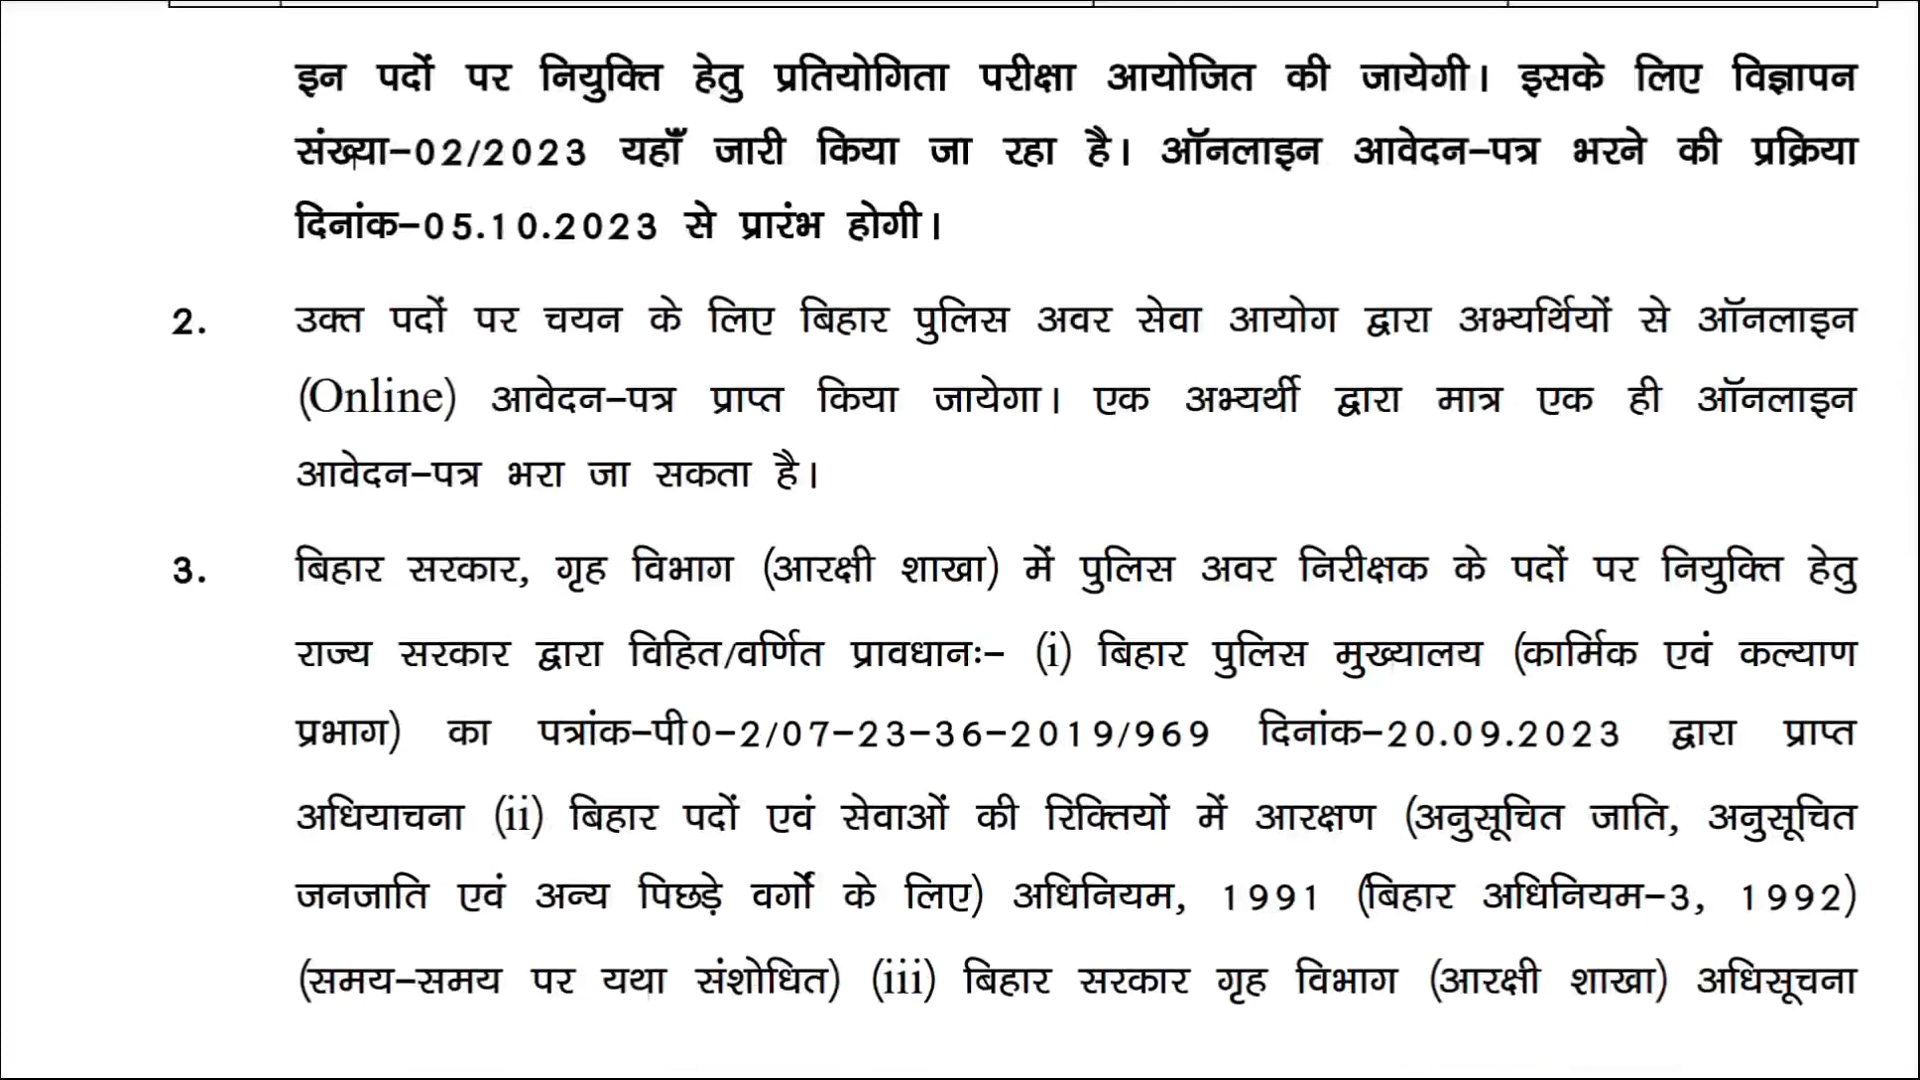 इन पदों पर नियुक्ति हेतु प्रतियोगिता परीक्षा आयोजित की जायेगी। इसके लिए विज्ञापन
संख्या–02/2023 यहाँ जारी किया जा रहा है। ऑनलाइन आवेदन–पत्र भरने की प्रक्रिया
दिनांक–05.10.2023 से प्रारंभ होगी।
2. उक्त पदों पर चयन के लिए बिहार पुलिस अवर सेवा आयोग द्वारा अभ्यर्थियों से ऑनलाइन
(Online) आवेदन–पत्र प्राप्त किया जायेगा। एक अभ्यर्थी द्वारा मात्र एक ही ऑनलाइन
आवेदन–पत्र भरा जा सकता है।
3. बिहार सरकार, गृह विभाग (आरक्षी शाखा) में पुलिस अवर निरीक्षक के पदों पर नियुक्ति हेतु
राज्य सरकार द्वारा विहित/वर्णित प्रावधानः– (i) बिहार पुलिस मुख्यालय (कार्मिक एवं कल्याण
प्रभाग) का पत्रांक–पी0–2/07–23–36–2019/969 दिनांक–20.09.2023 द्वारा प्राप्त
अधियाचना (ii) बिहार पदों एवं सेवाओं की रिक्तियों में आरक्षण (अनुसूचित जाति, अनुसूचित
जनजाति एवं अन्य पिछड़े वर्गों के लिए) अधिनियम, 1991 (बिहार अधिनियम–3, 1992)
(समय–समय पर यथा संशोधित) (iii) बिहार सरकार गृह विभाग (आरक्षी शाखा) अधिसूचना